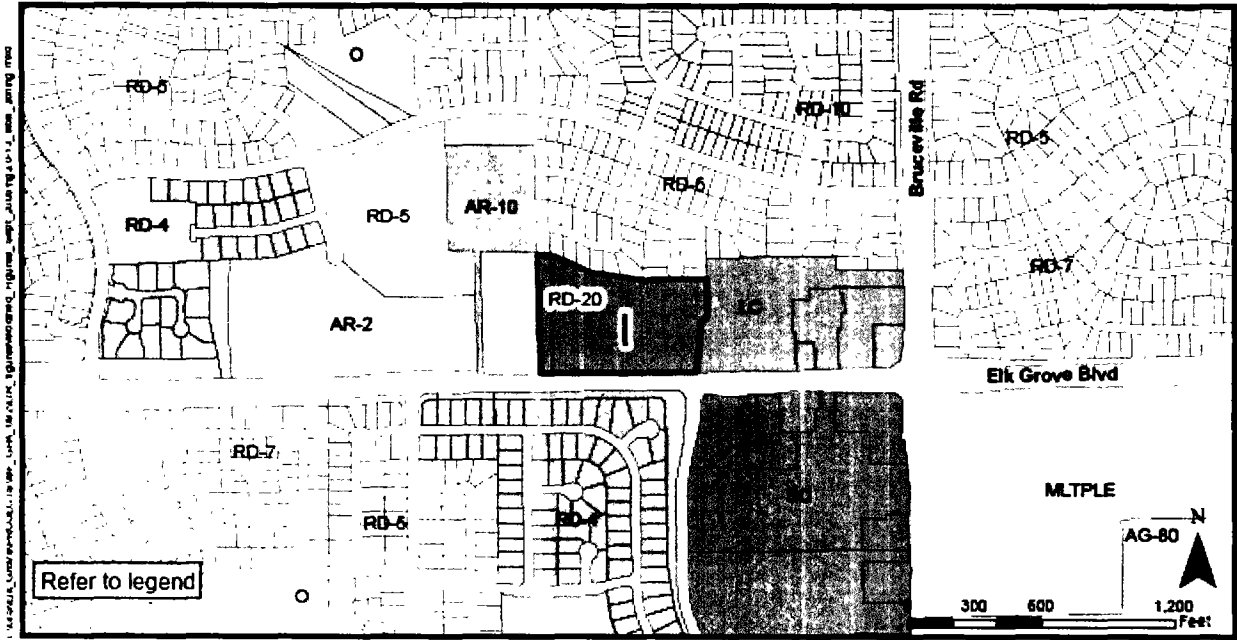 O
RD-5
RD-10
Bruceville Rd
RD-5
RD-5
AR-10
RD-5
RD-4
RD-7
RD-20
AR-2
Elk Grove Blvd
RD-7
MLTPLE
RD-5
RD-4
N
AG-80
Refer to legend
O
300 600 1,200
Feet